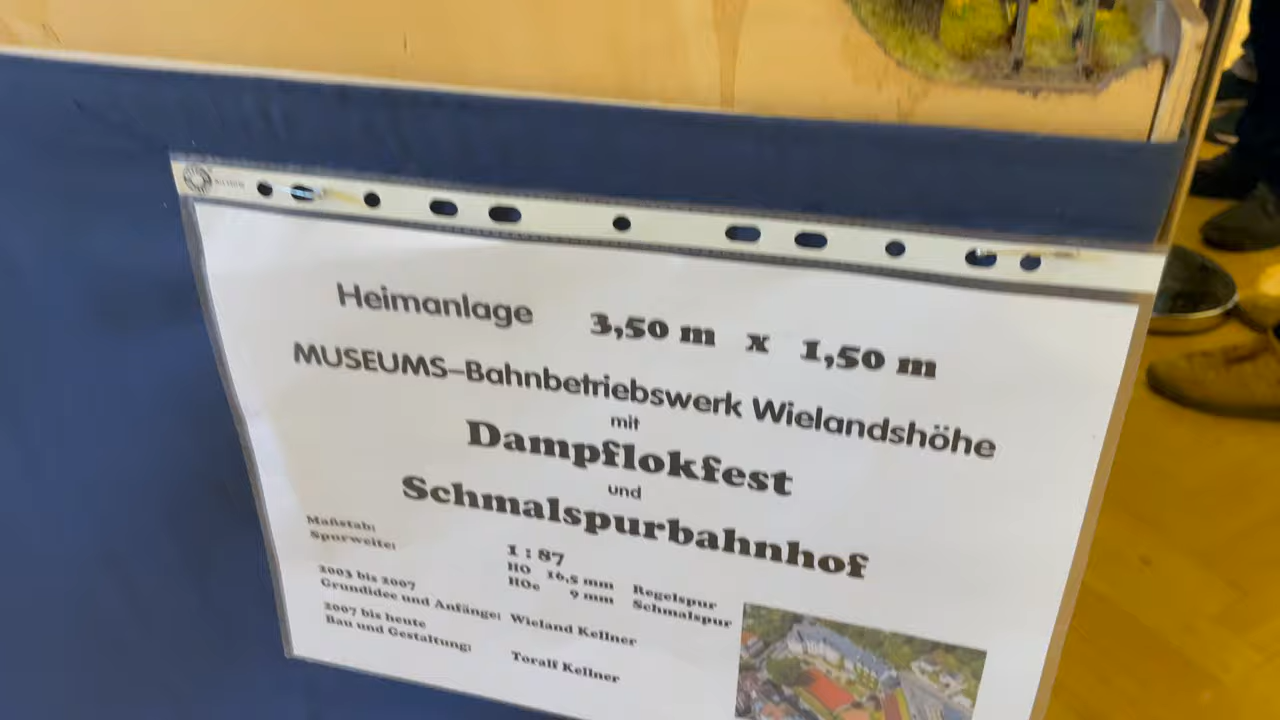 Heimanlage 3,50 m x 1,50 m
MUSEUMS–Bahnbetriebswerk Wielandshöhe
mit
Dampflokfest
und
Schmalspurbahnhof
Maßstab: 1 : 87
Spurweite: HO 16,5 mm Regelspur
HOe 9 mm Schmalspur
2003 bis 2007
Grundidee und Anfänge: Wieland Kellner
2007 bis heute
Bau und Gestaltung: Toralf Kellner